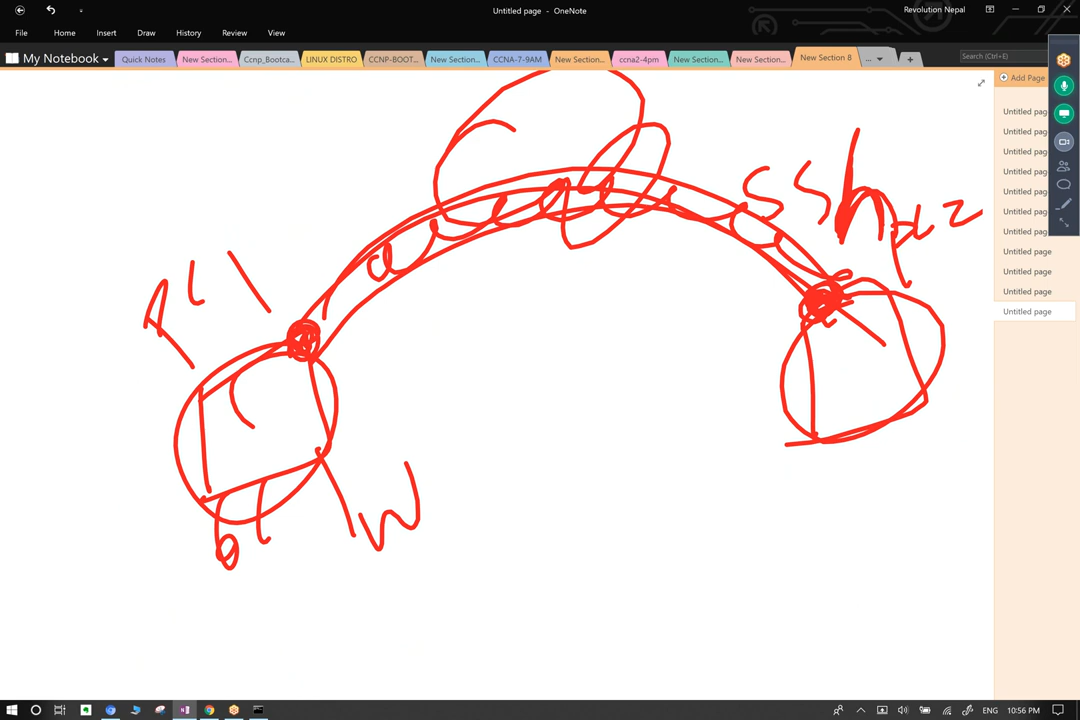 Untitled page - OneNote
Revolution Nepal
File Home Insert Draw History Review View
My Notebook
Quick Notes
New Section...
Ccnp_Bootca...
LINUX DISTRO
CCNP-BOOT...
New Section...
CCNA-7-9AM
New Section...
ccna2-4pm
New Section...
New Section...
New Section 8
...
Search (Ctrl+E)
Add Page
Untitled page
Untitled page
Untitled page
Untitled page
Untitled page
Untitled page
Untitled page
Untitled page
Untitled page
Untitled page
Untitled page
ssh
W
ENG
10:56 PM